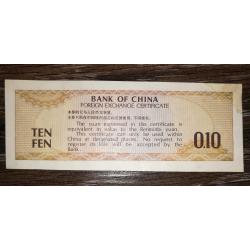 BANK OF CHINA
FOREIGN EXCHANGE CERTIFICATE
The yuan expressed in this certificate is
equivalent in value to the Renminbi yuan.
This certificate can only be used within
China at designated places. No request to
register its loss will be accepted by the
Bank.
TEN
FEN
0.10